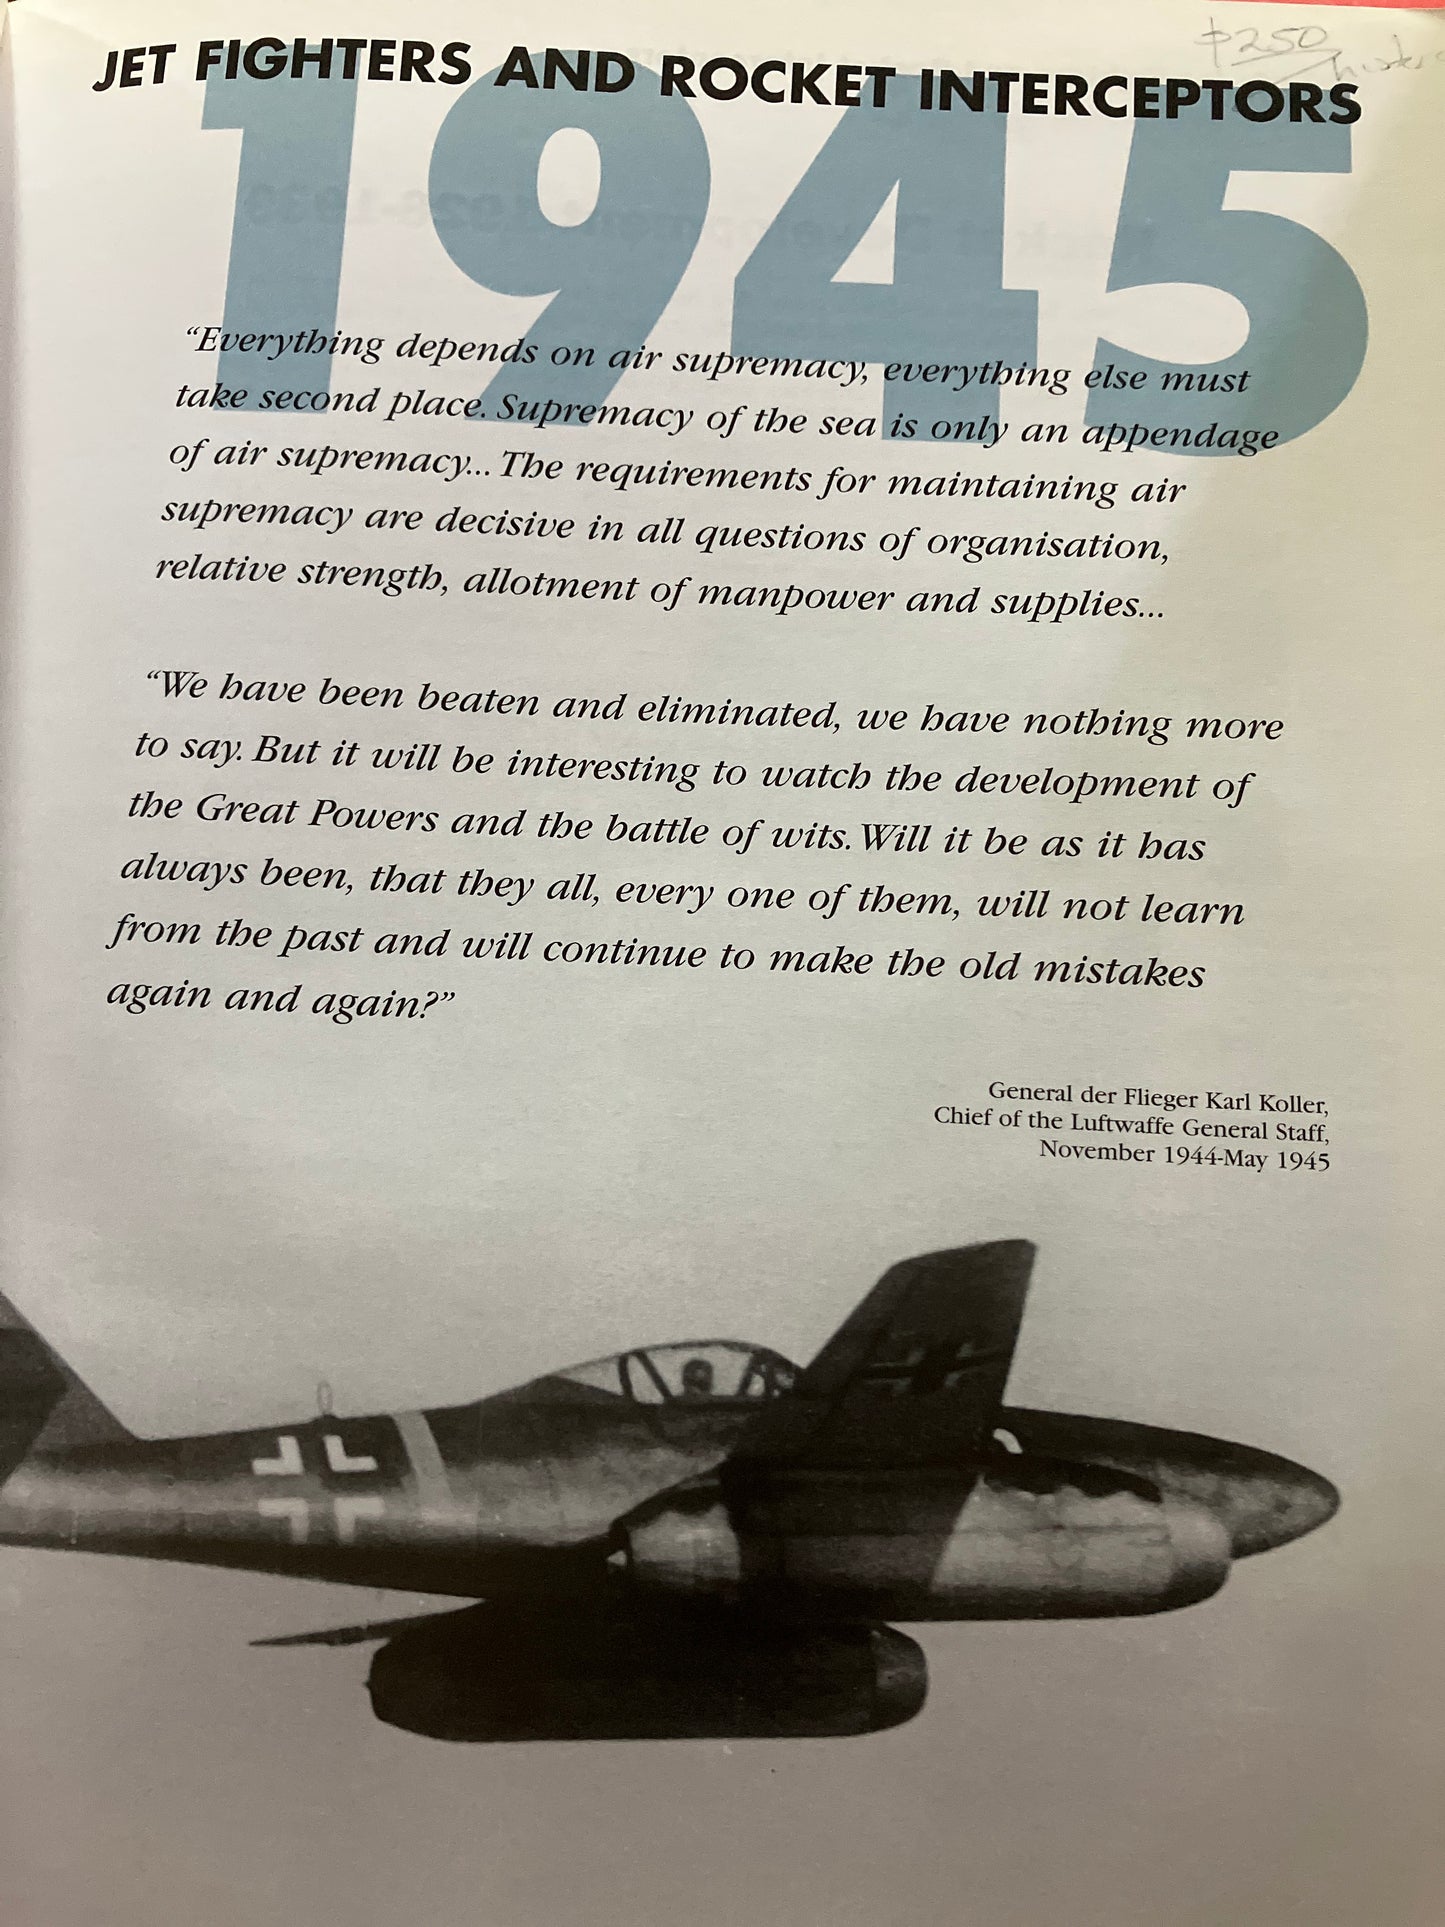 $250
JET FIGHTERS AND ROCKET INTERCEPTORS
1945
“Everything depends on air supremacy, everything else must
take second place. Supremacy of the sea is only an appendage
of air supremacy... The requirements for maintaining air
supremacy are decisive in all questions of organisation,
relative strength, allotment of manpower and supplies...
“We have been beaten and eliminated, we have nothing more
to say. But it will be interesting to watch the development of
the Great Powers and the battle of wits. Will it be as it has
always been, that they all, every one of them, will not learn
from the past and will continue to make the old mistakes
again and again?”
General der Flieger Karl Koller,
Chief of the Luftwaffe General Staff,
November 1944-May 1945